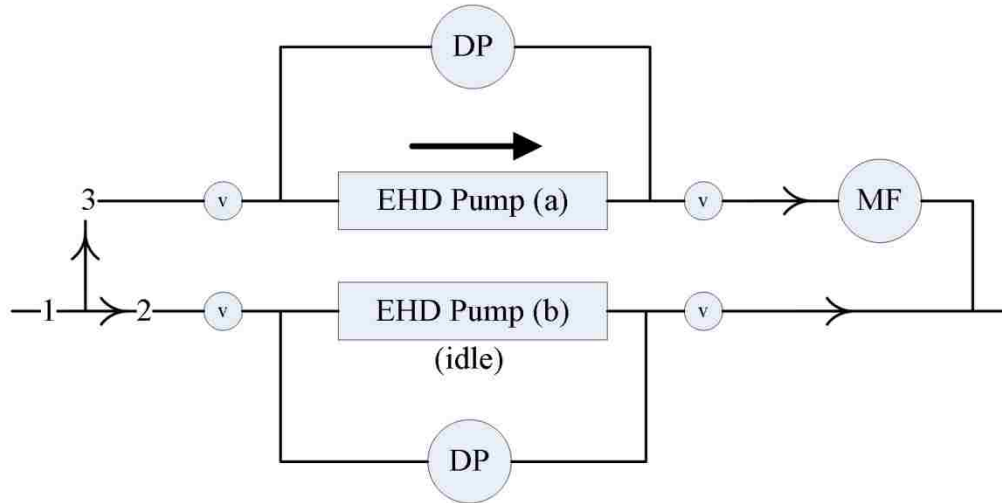 DP
3
v
EHD Pump (a)
v
MF
1
2
v
EHD Pump (b)
v
(idle)
DP